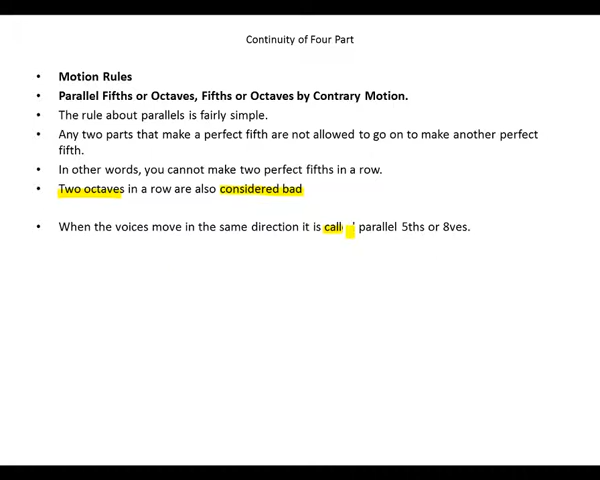 Continuity of Four Part
• Motion Rules
• Parallel Fifths or Octaves, Fifths or Octaves by Contrary Motion.
• The rule about parallels is fairly simple.
• Any two parts that make a perfect fifth are not allowed to go on to make another perfect
fifth.
• In other words, you cannot make two perfect fifths in a row.
• Two octaves in a row are also considered bad
• When the voices move in the same direction it is called parallel 5ths or 8ves.